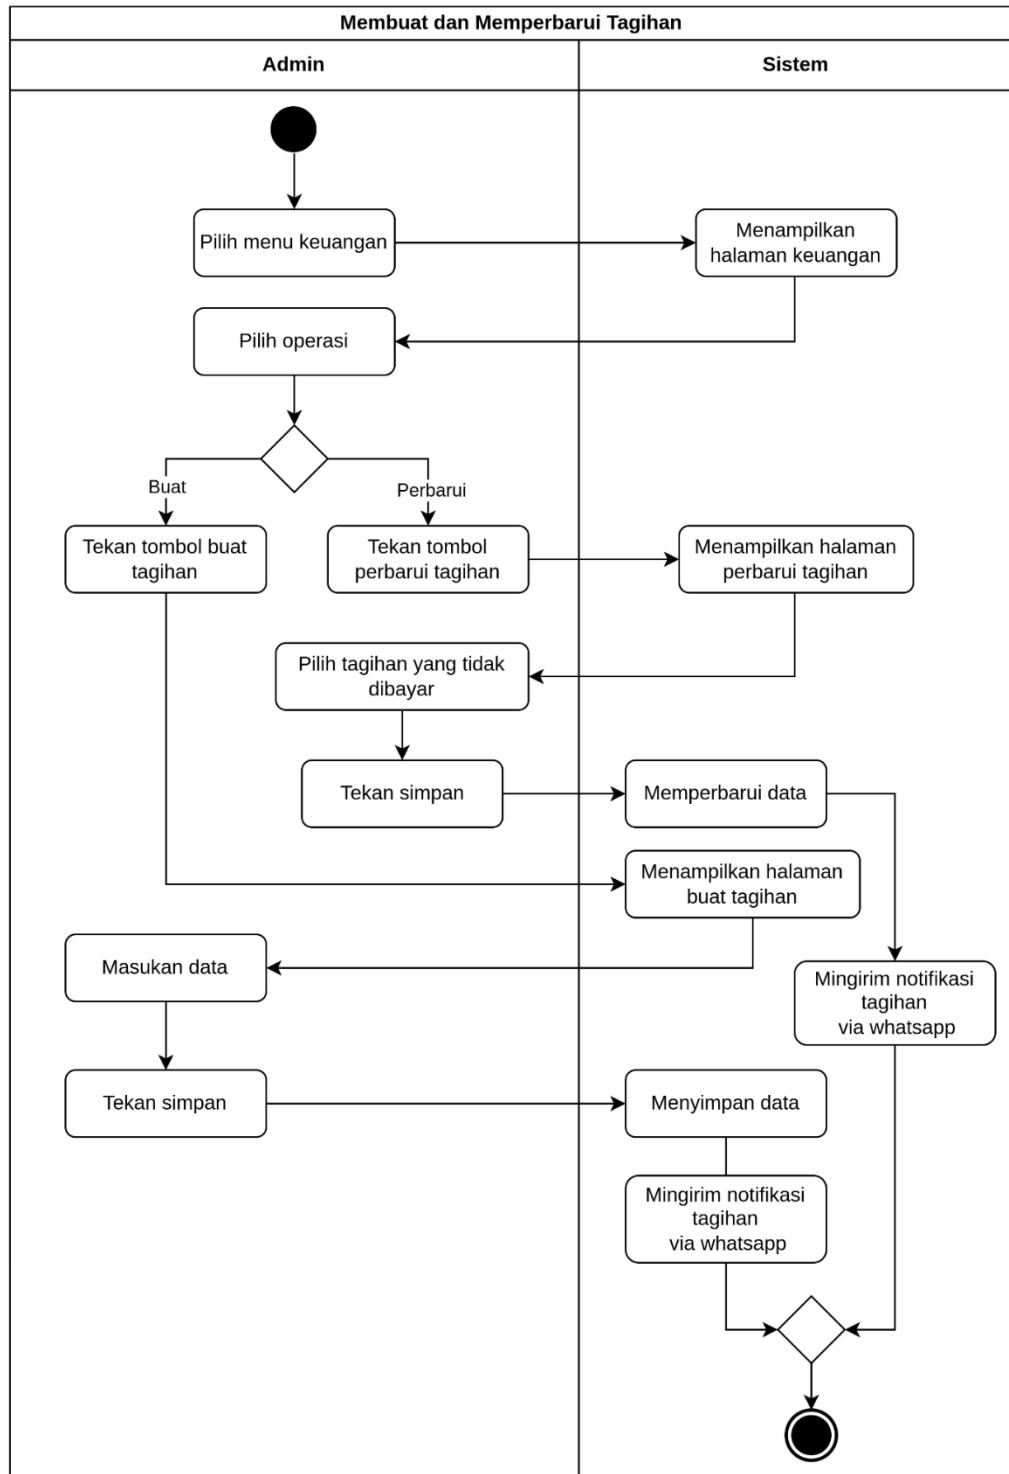 Membuat dan Memperbarui Tagihan
Admin
Sistem
Pilih menu keuangan
Menampilkan
halaman keuangan
Pilih operasi
Buat
Perbarui
Tekan tombol buat
tagihan
Tekan tombol
perbarui tagihan
Menampilkan halaman
perbarui tagihan
Pilih tagihan yang tidak
dibayar
Tekan simpan
Memperbarui data
Menampilkan halaman
buat tagihan
Masukan data
Mingirim notifikasi
tagihan
via whatsapp
Tekan simpan
Menyimpan data
Mingirim notifikasi
tagihan
via whatsapp